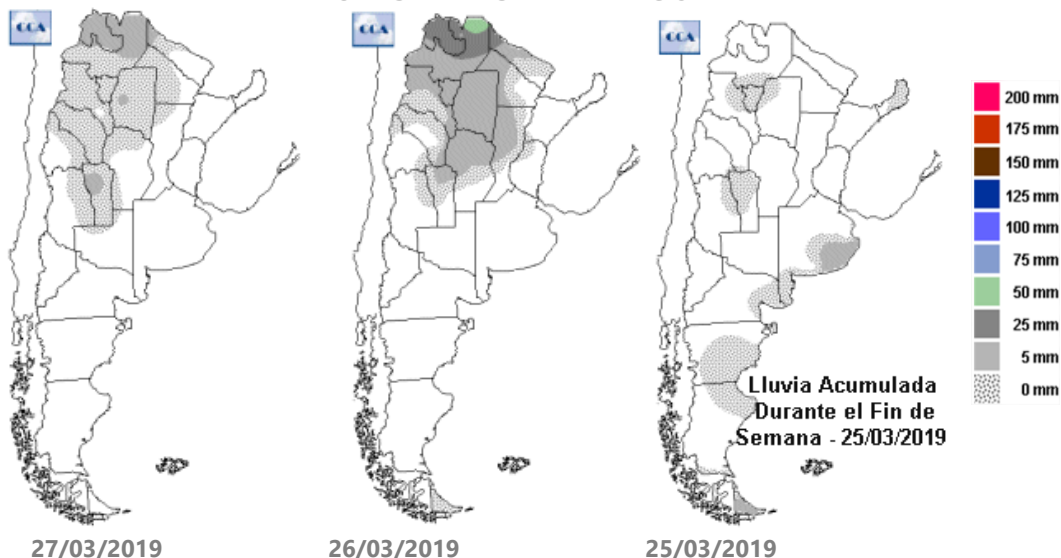 CCA
CCA
CCA
200 mm
175 mm
150 mm
125 mm
100 mm
75 mm
50 mm
25 mm
5 mm
0 mm
Lluvia Acumulada
Durante el Fin de
Semana - 25/03/2019
27/03/2019
26/03/2019
25/03/2019